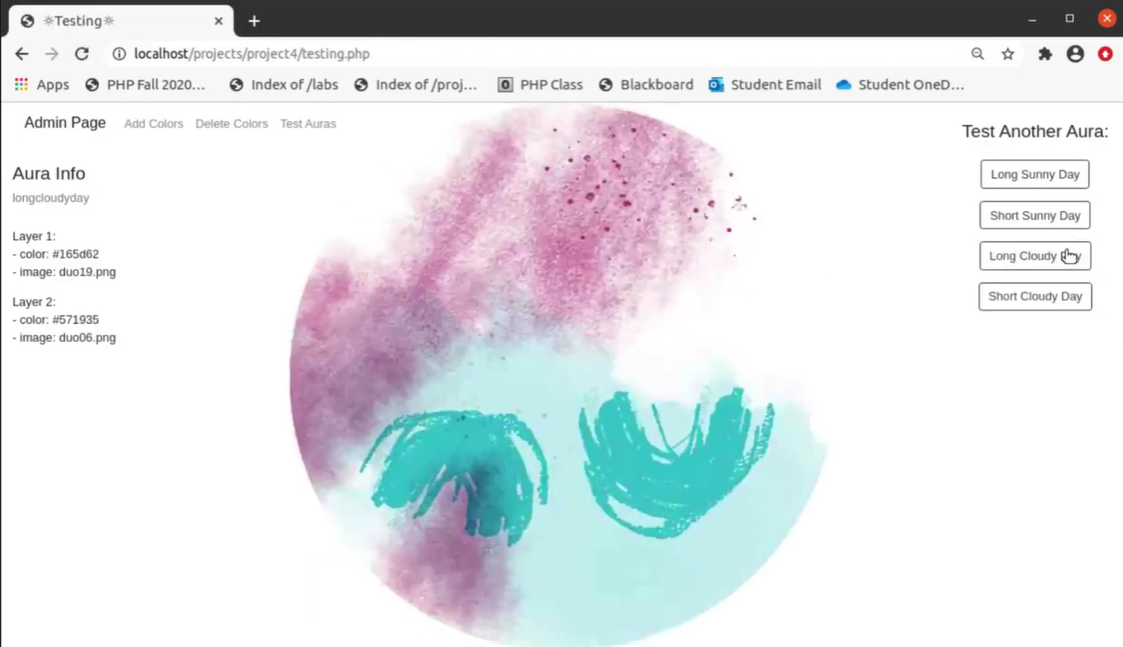 ☼Testing☼
localhost/projects/project4/testing.php
Apps PHP Fall 2020... Index of /labs Index of /proj... PHP Class Blackboard Student Email Student OneD...
Admin Page Add Colors Delete Colors Test Auras
Test Another Aura:
Long Sunny Day
Short Sunny Day
Long Cloudy
Short Cloudy Day
Aura Info
longcloudyday
Layer 1:
- color: #165d62
- image: duo19.png
Layer 2:
- color: #571935
- image: duo06.png